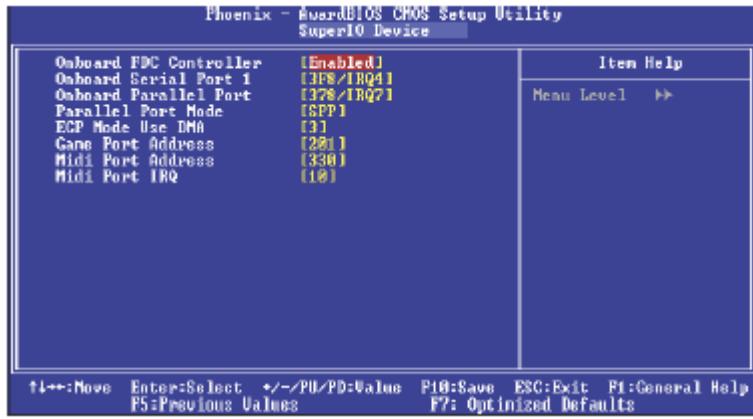 Phoenix - AwardBIOS CMOS Setup Utility
SuperIO Device
Onboard FDC Controller [Enabled]
Onboard Serial Port 1 [3F8/IRQ4]
Onboard Parallel Port [378/IRQ7]
Parallel Port Mode [SPP]
ECP Mode Use DMA [3]
Game Port Address [201]
Midi Port Address [330]
Midi Port IRQ [10]
Item Help
Menu Level ▸▸
↑↓→←:Move Enter:Select +/-/PU/PD:Value F10:Save ESC:Exit F1:General Help
F5:Previous Values F7: Optimized Defaults